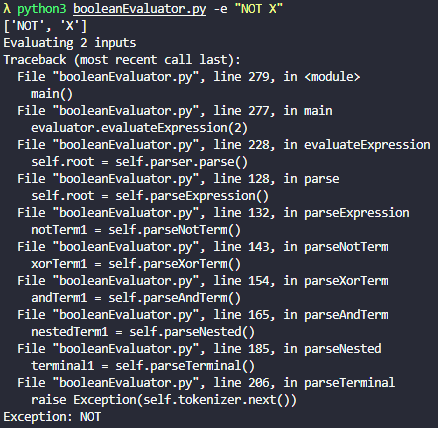 λ python3 booleanEvaluator.py -e "NOT X"
['NOT', 'X']
Evaluating 2 inputs
Traceback (most recent call last):
  File "booleanEvaluator.py", line 279, in <module>
    main()
  File "booleanEvaluator.py", line 277, in main
    evaluator.evaluateExpression(2)
  File "booleanEvaluator.py", line 228, in evaluateExpression
    self.root = self.parser.parse()
  File "booleanEvaluator.py", line 128, in parse
    self.root = self.parseExpression()
  File "booleanEvaluator.py", line 132, in parseExpression
    notTerm1 = self.parseNotTerm()
  File "booleanEvaluator.py", line 143, in parseNotTerm
    xorTerm1 = self.parseXorTerm()
  File "booleanEvaluator.py", line 154, in parseXorTerm
    andTerm1 = self.parseAndTerm()
  File "booleanEvaluator.py", line 165, in parseAndTerm
    nestedTerm1 = self.parseNested()
  File "booleanEvaluator.py", line 185, in parseNested
    terminal1 = self.parseTerminal()
  File "booleanEvaluator.py", line 206, in parseTerminal
    raise Exception(self.tokenizer.next())
Exception: NOT